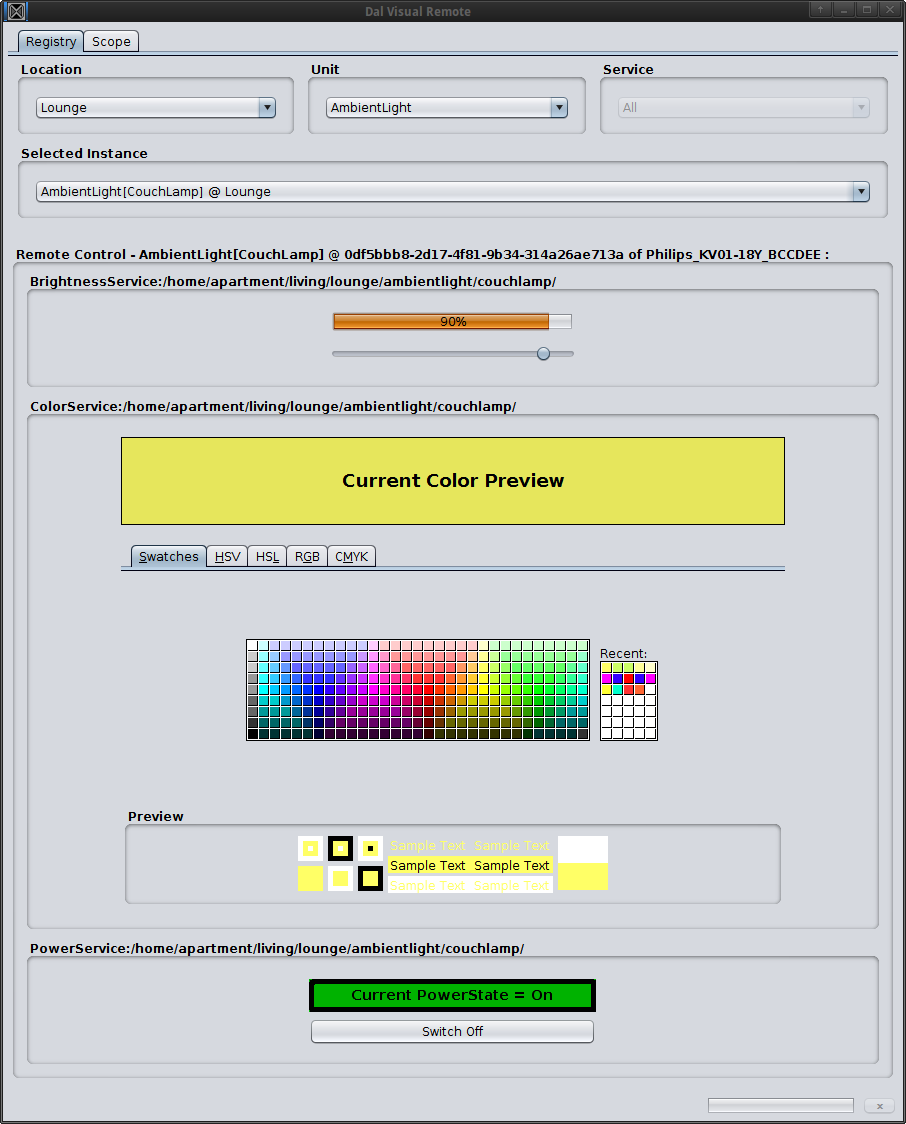 Dal Visual Remote
Registry Scope
Location Unit Service
Lounge AmbientLight All
Selected Instance
AmbientLight[CouchLamp] @ Lounge
Remote Control - AmbientLight[CouchLamp] @ 0df5bbb8-2d17-4f81-9b34-314a26ae713a of Philips_KV01-18Y_BCCDEE :
BrightnessService:/home/apartment/living/lounge/ambientlight/couchlamp/
90%
ColorService:/home/apartment/living/lounge/ambientlight/couchlamp/
Current Color Preview
Swatches HSV HSL RGB CMYK
Recent:
Preview
Sample Text Sample Text
Sample Text Sample Text
Sample Text Sample Text
PowerService:/home/apartment/living/lounge/ambientlight/couchlamp/
Current PowerState = On
Switch Off